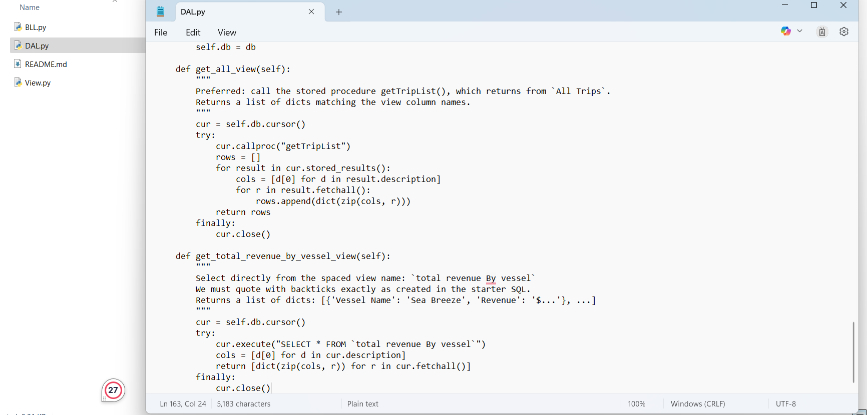 Name
BLL.py
DAL.py
README.md
View.py
27
DAL.py
File Edit View
self.db = db
def get_all_view(self):
"""
Preferred: call the stored procedure getTripList(), which returns from `All Trips`.
Returns a list of dicts matching the view column names.
"""
cur = self.db.cursor()
try:
cur.callproc("getTripList")
rows = []
for result in cur.stored_results():
cols = [d[0] for d in result.description]
for r in result.fetchall():
rows.append(dict(zip(cols, r)))
return rows
finally:
cur.close()
def get_total_revenue_by_vessel_view(self):
"""
Select directly from the spaced view name: `total revenue By vessel`
We must quote with backticks exactly as created in the starter SQL.
Returns a list of dicts: [{'Vessel Name': 'Sea Breeze', 'Revenue': '$...'}, ...]
"""
cur = self.db.cursor()
try:
cur.execute("SELECT * FROM `total revenue By vessel`")
cols = [d[0] for d in cur.description]
return [dict(zip(cols, r)) for r in cur.fetchall()]
finally:
cur.close()
Ln 163, Col 24 5,183 characters Plain text 100% Windows (CRLF) UTF-8